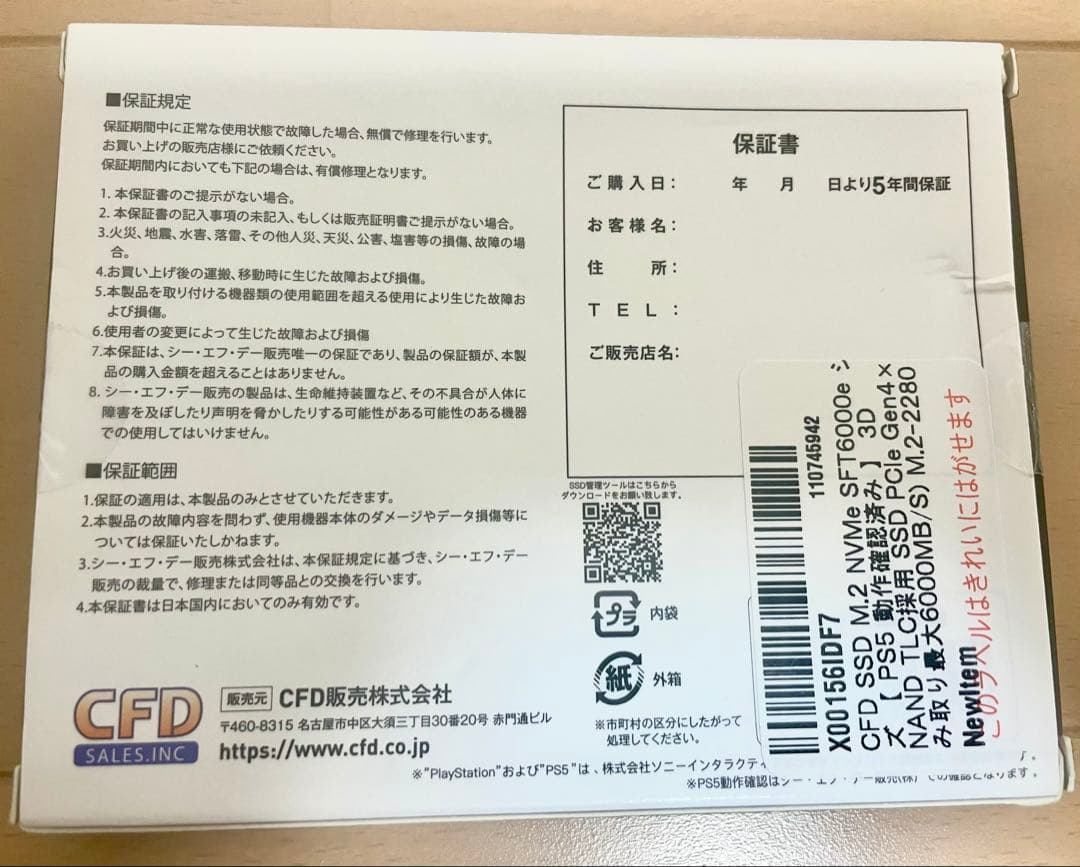 ■保証規定
保証期間中に正常な使用状態で故障した場合、無償で修理を行います。
お買い上げの販売店様にご依頼ください。
保証期間内においても下記の場合は、有償修理となります。
1. 本保証書のご提示がない場合。
2. 本保証書の記入事項の未記入、もしくは販売証明書ご提示がない場合。
3.火災、地震、水害、落雷、その他人災、天災、公害、塩害等の損傷、故障の場
合。
4.お買い上げ後の運搬、移動時に生じた故障および損傷。
5.本製品を取り付ける機器類の使用範囲を超える使用により生じた故障お
よび損傷。
6.使用者の変更によって生じた故障および損傷
7.本保証は、シー・エフ・デー販売唯一の保証であり、製品の保証額が、本製
品の購入金額を超えることはありません。
8. シー・エフ・デー販売の製品は、生命維持装置など、その不具合が人体に
障害を及ぼしたり声明を脅かしたりする可能性がある可能性のある機器
での使用してはいけません。
■保証範囲
1.保証の適用は、本製品のみとさせていただきます。
2.本製品の故障内容を問わず、使用機器本体のダメージやデータ損傷等に
ついては保証いたしかねます。
3.シー・エフ・デー販売株式会社は、本保証規定に基づき、シー・エフ・デー
販売の裁量で、修理または同等品との交換を行います。
4.本保証書は日本国内においてのみ有効です。
保証書
ご購入日： 年 月 日より5年間保証
お客様名：
住 所：
T E L ：
ご販売店名：
SSD管理ツールはこちらから
ダウンロードをお願い致します。
プラ 内袋
紙 外箱
※市町村の区分にしたがって
処理してください。
110745942
X00156IDF7
CFD SSD M.2 NVMe SFT6000e シ
ズ 【 PS5 動作確認済み 】 3D
NAND TLC採用 SSD PCIe Gen4×
み取り最大6000MB/S) M.2-2280
NewItem
このラベルはきれいにはがせます
CFD
SALES.INC
販売元 CFD販売株式会社
〒460-8315 名古屋市中区大須三丁目30番20号 赤門通ビル
https://www.cfd.co.jp
※"PlayStation"および"PS5"は、株式会社ソニーインタラクティ
※PS5動作確認はシー・エフ・デー販売(株)での確認となります。